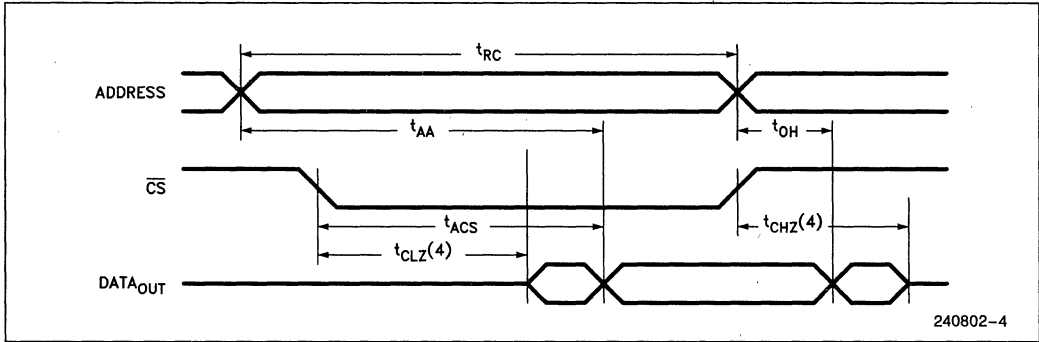 tRC
ADDRESS
tAA
tOH
CS
tACS
tCHZ(4)
tCLZ(4)
DATAOUT
240802-4